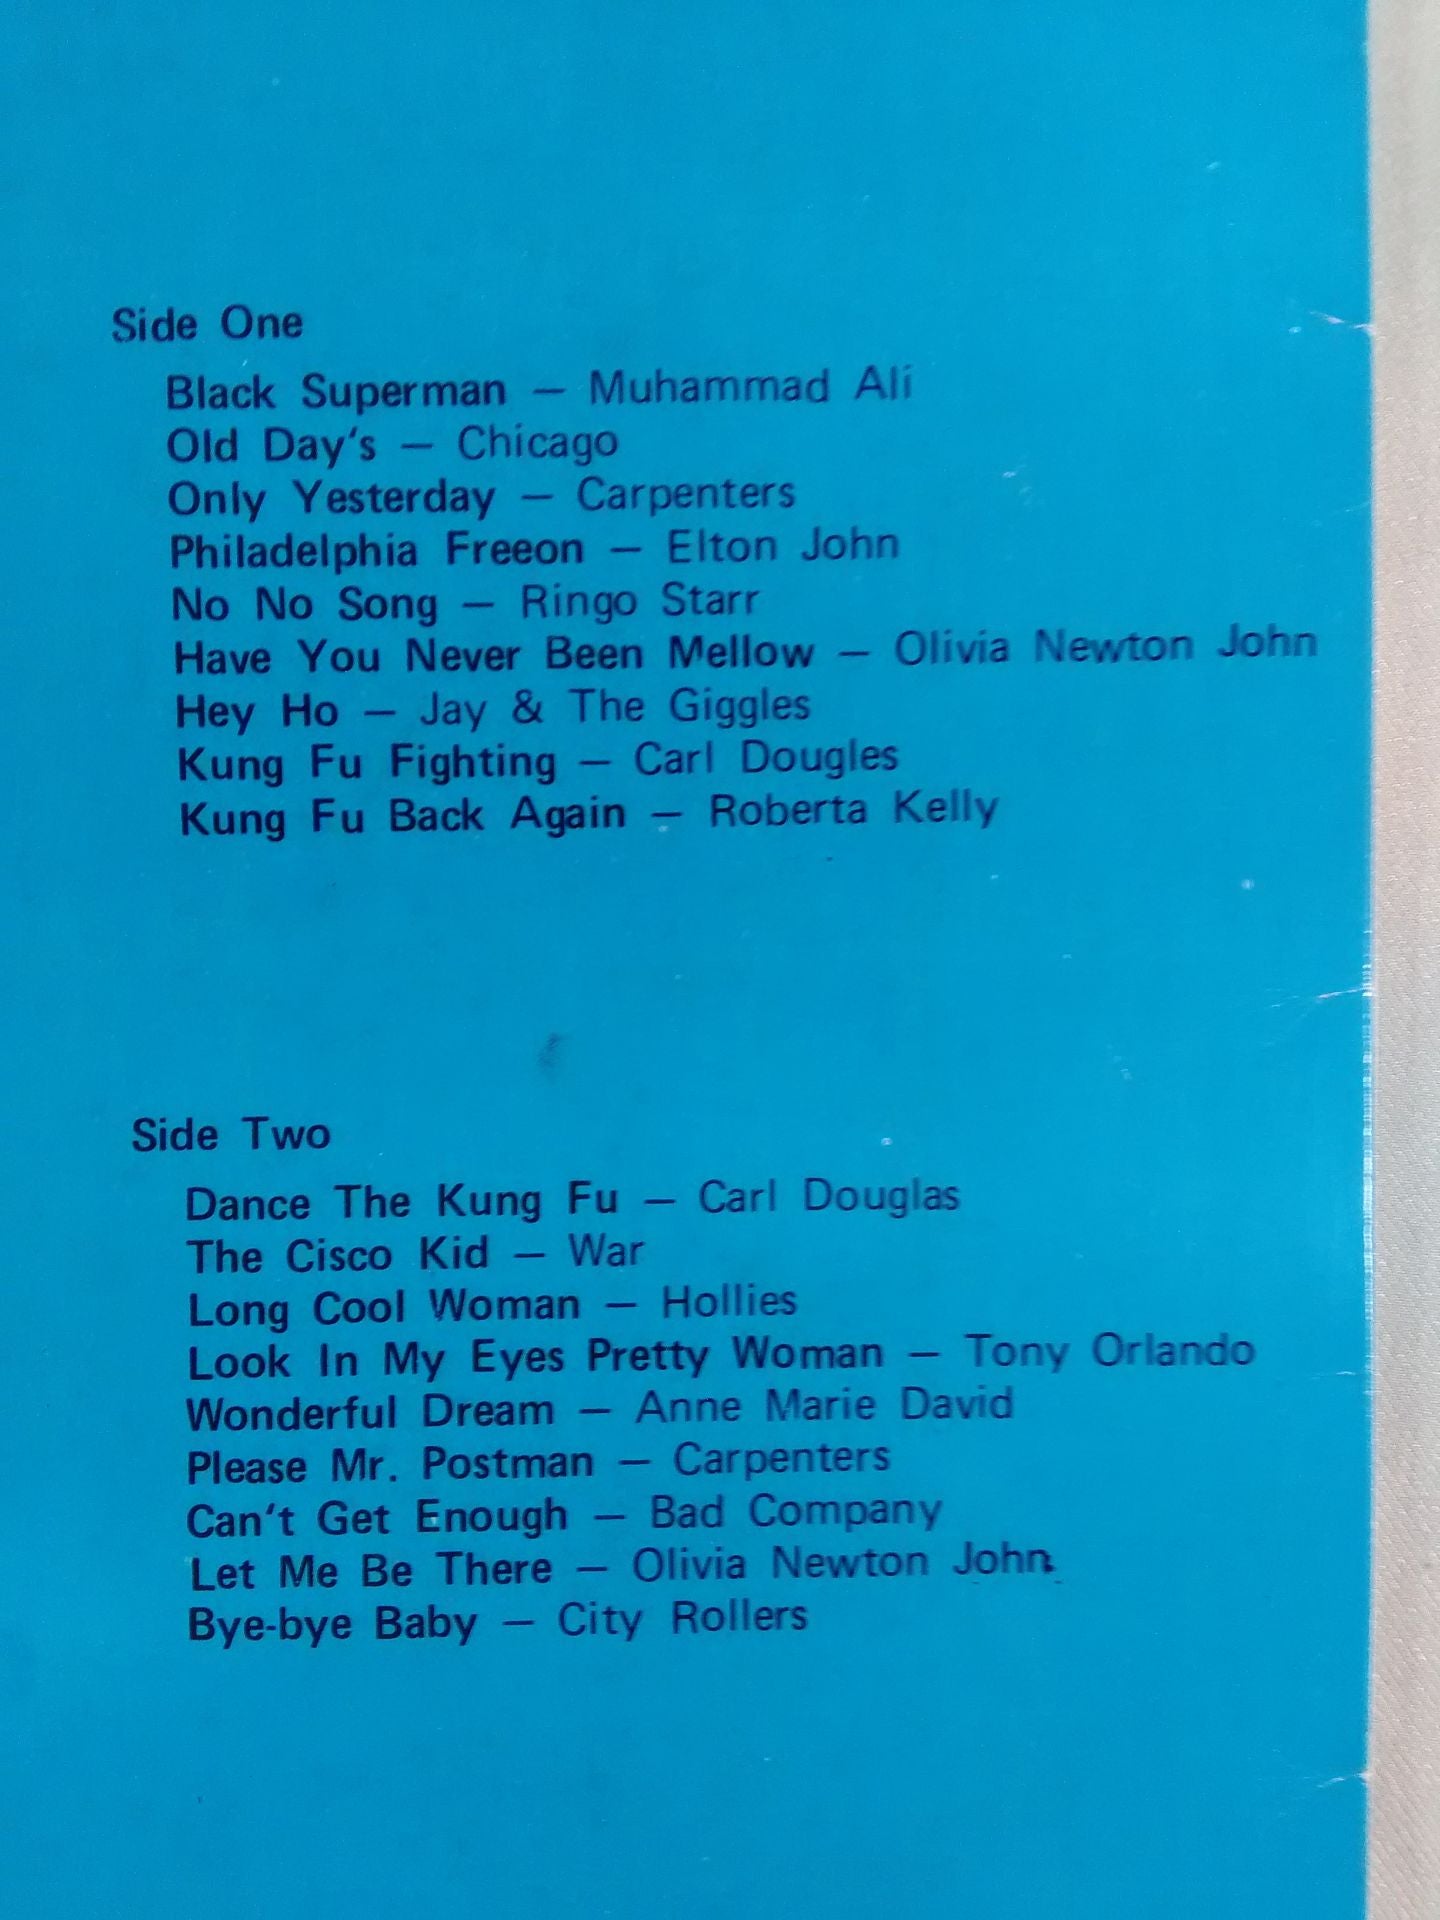 Side One
Black Superman — Muhammad Ali
Old Day's — Chicago
Only Yesterday — Carpenters
Philadelphia Freeon — Elton John
No No Song — Ringo Starr
Have You Never Been Mellow — Olivia Newton John
Hey Ho — Jay & The Giggles
Kung Fu Fighting — Carl Dougles
Kung Fu Back Again — Roberta Kelly
Side Two
Dance The Kung Fu — Carl Douglas
The Cisco Kid — War
Long Cool Woman — Hollies
Look In My Eyes Pretty Woman — Tony Orlando
Wonderful Dream — Anne Marie David
Please Mr. Postman — Carpenters
Can't Get Enough — Bad Company
Let Me Be There — Olivia Newton John
Bye-bye Baby — City Rollers